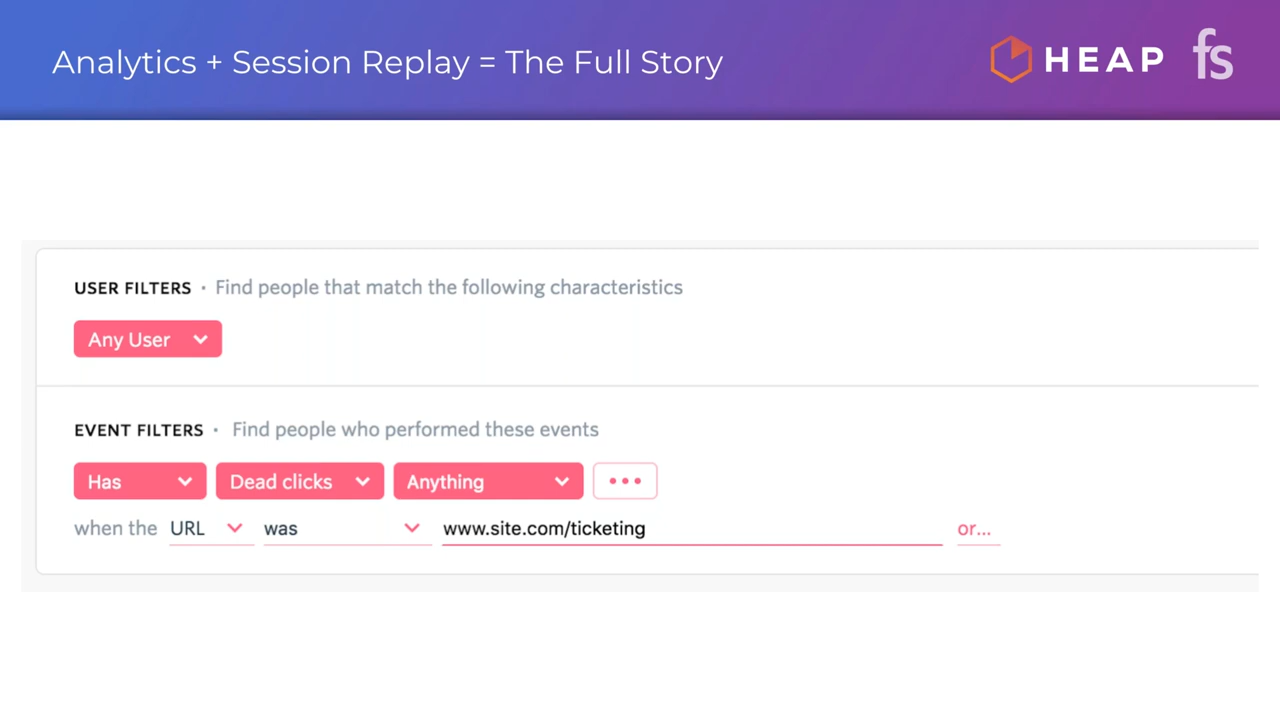 Analytics + Session Replay = The Full Story
HEAP fs
USER FILTERS · Find people that match the following characteristics
Any User
EVENT FILTERS · Find people who performed these events
Has Dead clicks Anything •••
when the URL was www.site.com/ticketing or...